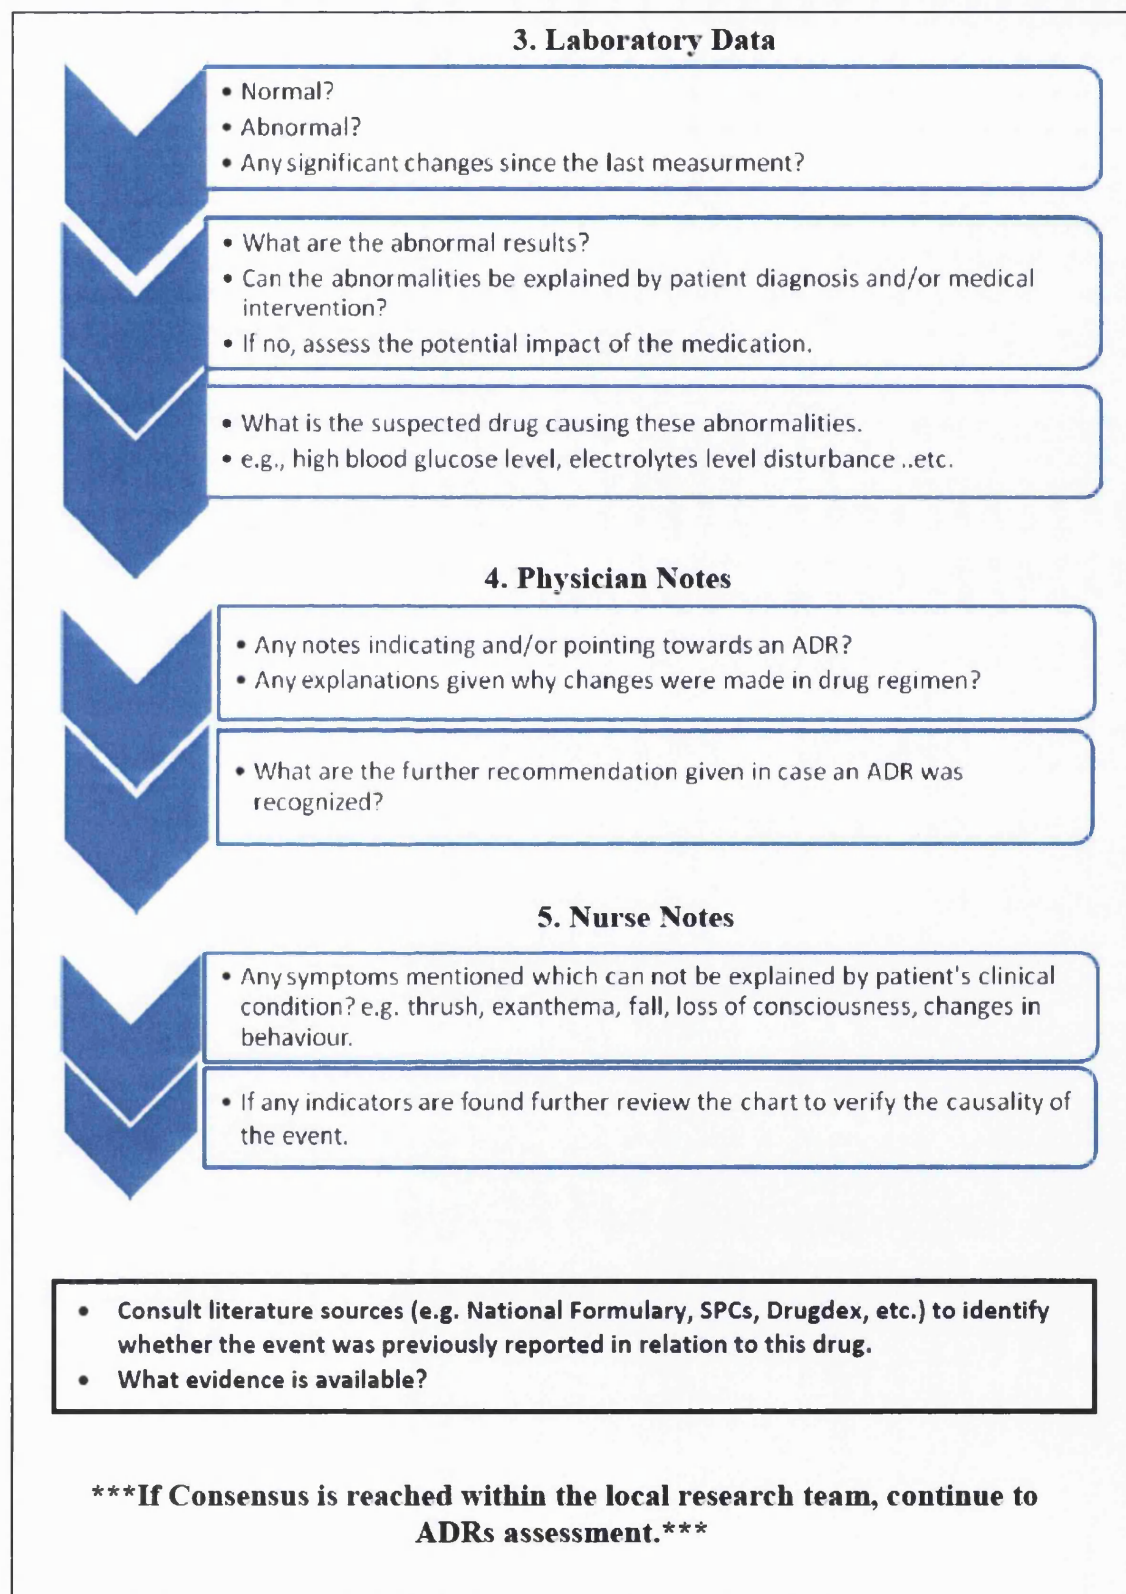 3. Laboratory Data
• Normal?
• Abnormal?
• Any significant changes since the last measurment?
• What are the abnormal results?
• Can the abnormalities be explained by patient diagnosis and/or medical
intervention?
• If no, assess the potential impact of the medication.
• What is the suspected drug causing these abnormalities.
• e.g., high blood glucose level, electrolytes level disturbance ..etc.
4. Physician Notes
• Any notes indicating and/or pointing towards an ADR?
• Any explanations given why changes were made in drug regimen?
• What are the further recommendation given in case an ADR was
recognized?
5. Nurse Notes
• Any symptoms mentioned which can not be explained by patient's clinical
condition? e.g. thrush, exanthema, fall, loss of consciousness, changes in
behaviour.
• If any indicators are found further review the chart to verify the causality of
the event.
• Consult literature sources (e.g. National Formulary, SPCs, Drugdex, etc.) to identify
whether the event was previously reported in relation to this drug.
• What evidence is available?
***If Consensus is reached within the local research team, continue to
ADRs assessment.***